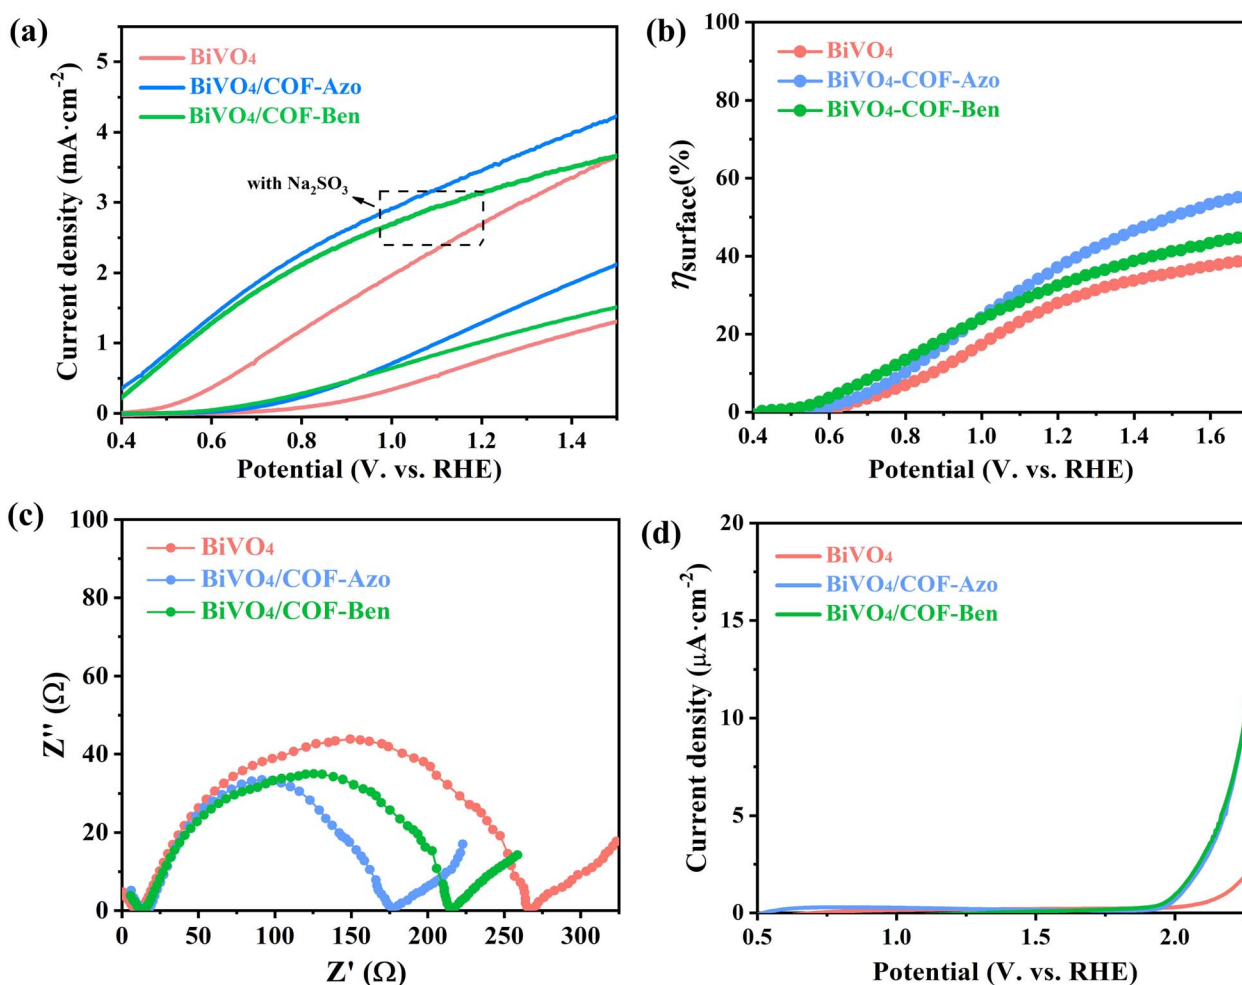 (a)
Current density (mA·cm⁻²)
5
4
3
2
1
0
BiVO₄
BiVO₄/COF-Azo
BiVO₄/COF-Ben
with Na₂SO₃
0.4 0.6 0.8 1.0 1.2 1.4
Potential (V. vs. RHE)
(b)
ηsurface(%)
100
80
60
40
20
0
BiVO₄
BiVO₄-COF-Azo
BiVO₄-COF-Ben
0.4 0.6 0.8 1.0 1.2 1.4 1.6
Potential (V. vs. RHE)
(c)
Z'' (Ω)
100
80
60
40
20
0
BiVO₄
BiVO₄/COF-Azo
BiVO₄/COF-Ben
0 50 100 150 200 250 300
Z' (Ω)
(d)
Current density (μA·cm⁻²)
20
15
10
5
0
BiVO₄
BiVO₄/COF-Azo
BiVO₄/COF-Ben
0.5 1.0 1.5 2.0
Potential (V. vs. RHE)